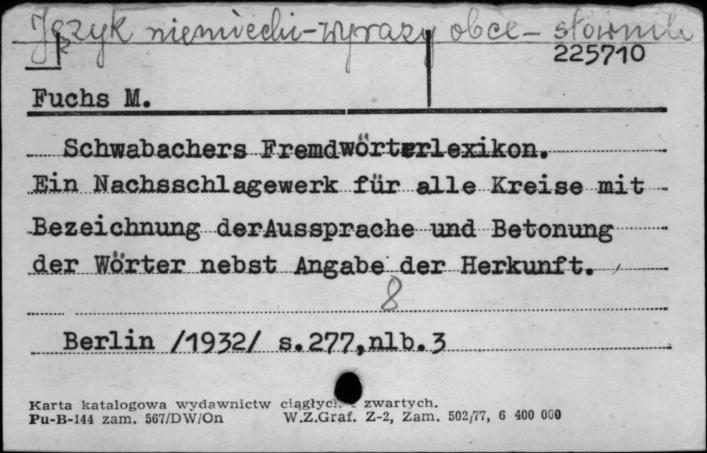 Język niemiecki-wyrazy obce - słownik
225710
Fuchs M.
Schwabachers Fremdwörterlexikon.
Ein Nachsschlagewerk für alle Kreise mit
Bezeichnung derAussprache und Betonung
der Wörter nebst Angabe der Herkunft.
8
Berlin /1932/ s.277,nlb.3
Karta katalogowa wydawnictw ciągłych i zwartych.
Pu-B-144 zam. 567/DW/On W.Z.Graf. Z-2, Zam. 502/77, 6 400 000